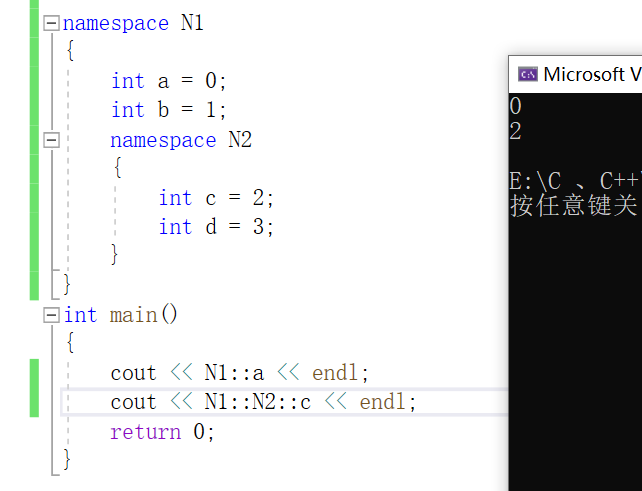 namespace N1
{
    int a = 0;
    int b = 1;
    namespace N2
    {
        int c = 2;
        int d = 3;
    }
}
int main()
{
    cout << N1::a << endl;
    cout << N1::N2::c << endl;
    return 0;
}
Microsoft V
0
2
E:\C 、C++
按任意键关